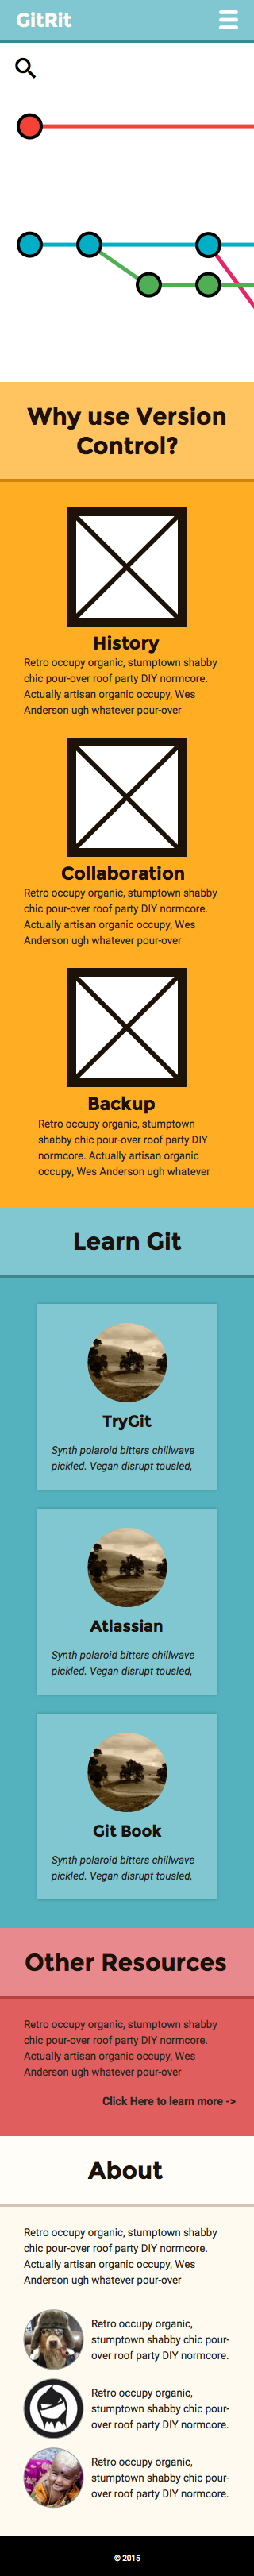 GitRit
Why use Version
Control?
History
Retro occupy organic, stumptown shabby
chic pour-over roof party DIY normcore.
Actually artisan organic occupy, Wes
Anderson ugh whatever pour-over
Collaboration
Retro occupy organic, stumptown shabby
chic pour-over roof party DIY normcore.
Actually artisan organic occupy, Wes
Anderson ugh whatever pour-over
Backup
Retro occupy organic, stumptown
shabby chic pour-over roof party DIY
normcore. Actually artisan organic
occupy, Wes Anderson ugh whatever
Learn Git
TryGit
Synth polaroid bitters chillwave
pickled. Vegan disrupt tousled,
Atlassian
Synth polaroid bitters chillwave
pickled. Vegan disrupt tousled,
Git Book
Synth polaroid bitters chillwave
pickled. Vegan disrupt tousled,
Other Resources
Retro occupy organic, stumptown shabby
chic pour-over roof party DIY normcore.
Actually artisan organic occupy, Wes
Anderson ugh whatever pour-over
Click Here to learn more ->
About
Retro occupy organic, stumptown shabby
chic pour-over roof party DIY normcore.
Actually artisan organic occupy, Wes
Anderson ugh whatever pour-over
Retro occupy organic,
stumptown shabby chic pour-
over roof party DIY normcore.
Retro occupy organic,
stumptown shabby chic pour-
over roof party DIY normcore.
Retro occupy organic,
stumptown shabby chic pour-
over roof party DIY normcore.
© 2015